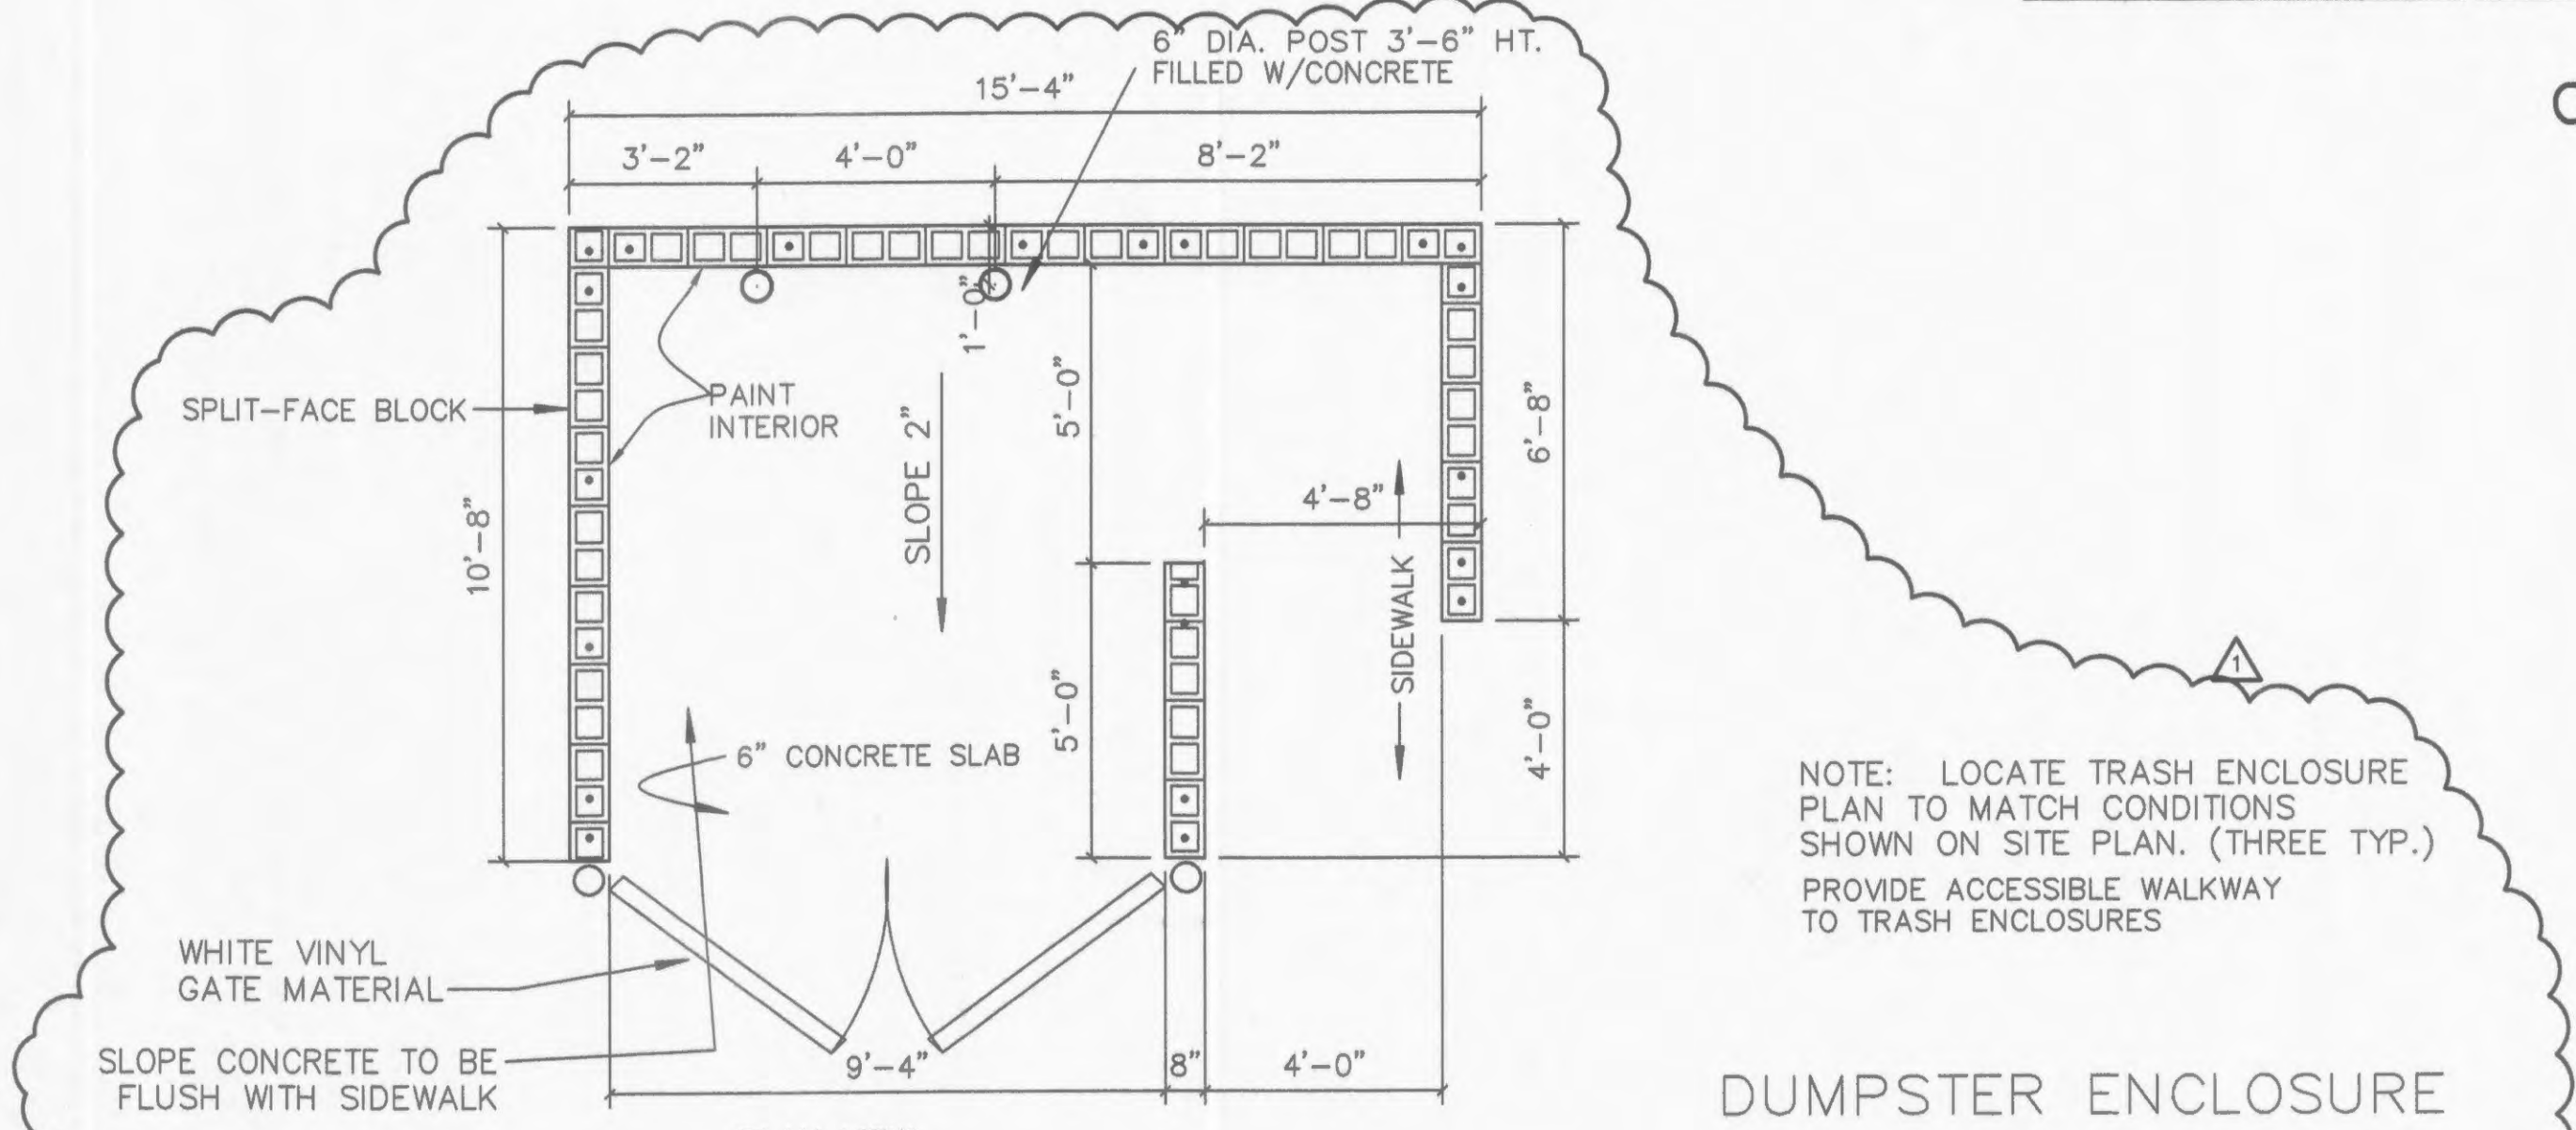 6" DIA. POST 3'-6" HT.
FILLED W/CONCRETE
15'-4"
3'-2"
4'-0"
8'-2"
1'-0"
SPLIT-FACE BLOCK
PAINT
INTERIOR
SLOPE 2"
5'-0"
10'-8"
6'-8"
4'-8"
SIDEWALK
1
5'-0"
4'-0"
6" CONCRETE SLAB
NOTE: LOCATE TRASH ENCLOSURE
PLAN TO MATCH CONDITIONS
SHOWN ON SITE PLAN. (THREE TYP.)
PROVIDE ACCESSIBLE WALKWAY
TO TRASH ENCLOSURES
WHITE VINYL
GATE MATERIAL
SLOPE CONCRETE TO BE
FLUSH WITH SIDEWALK
9'-4"
8"
4'-0"
DUMPSTER ENCLOSURE